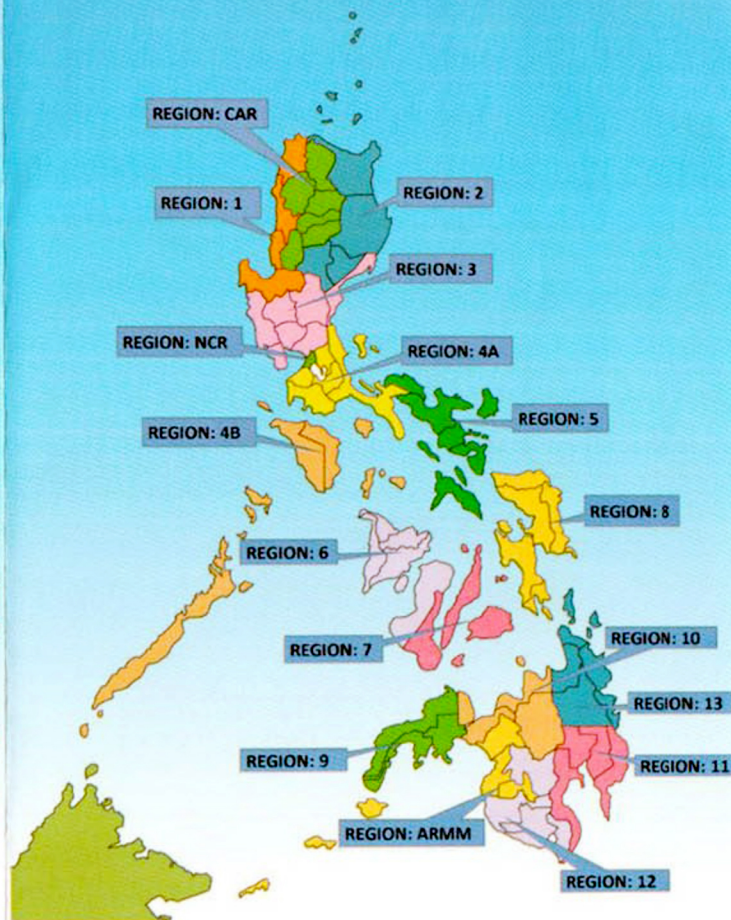 REGION: CAR
REGION: 1
REGION: 2
REGION: 3
REGION: NCR
REGION: 4A
REGION: 4B
REGION: 5
REGION: 8
REGION: 6
REGION: 7
REGION: 10
REGION: 13
REGION: 9
REGION: 11
REGION: ARMM
REGION: 12